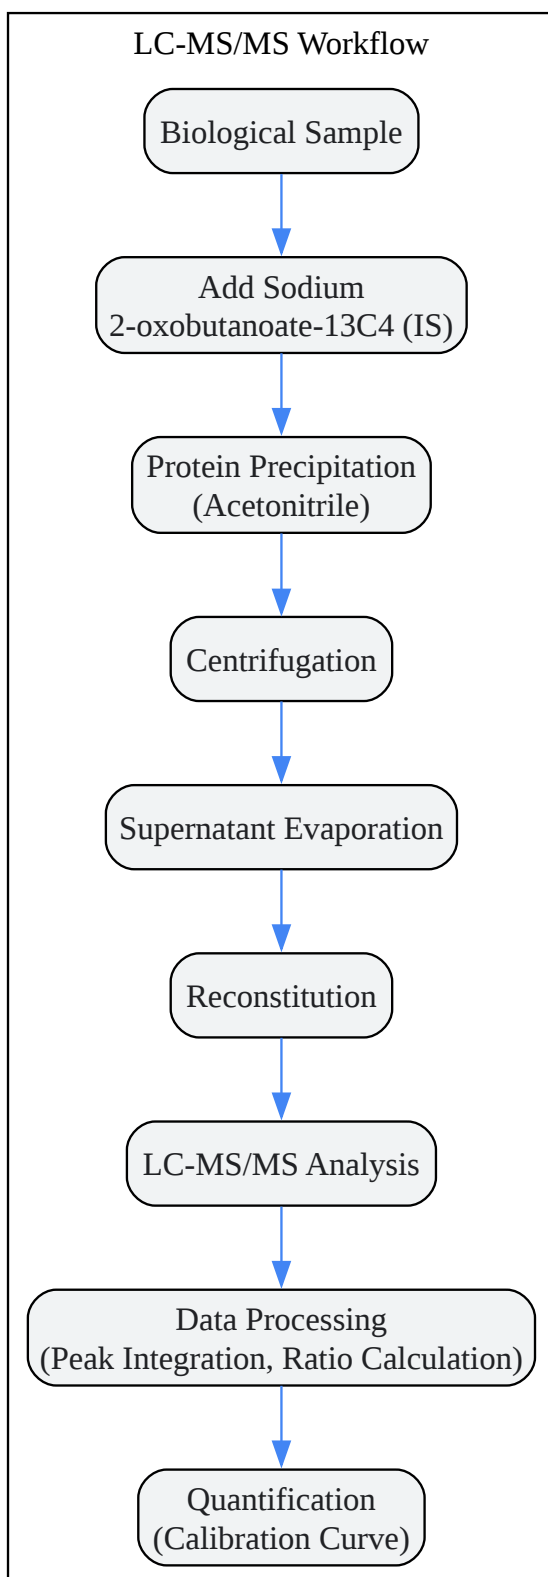 LC-MS/MS Workflow
Biological Sample
Add Sodium
2-oxobutanoate-13C4 (IS)
Protein Precipitation
(Acetonitrile)
Centrifugation
Supernatant Evaporation
Reconstitution
LC-MS/MS Analysis
Data Processing
(Peak Integration, Ratio Calculation)
Quantification
(Calibration Curve)